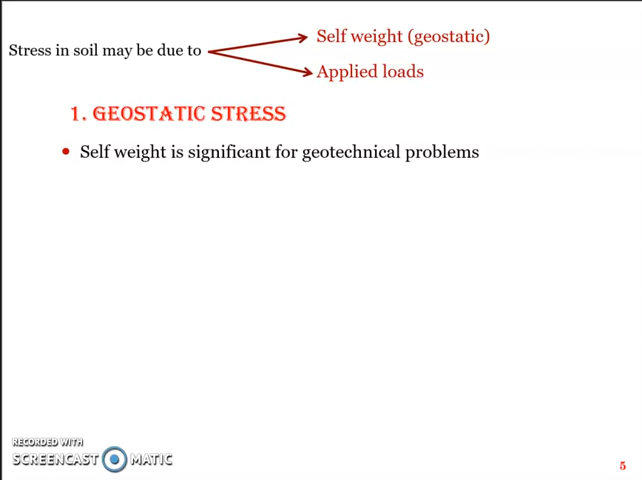 Self weight (geostatic)
Stress in soil may be due to
Applied loads
1. GEOSTATIC STRESS
• Self weight is significant for geotechnical problems
RECORDED WITH
SCREENCAST MATIC
5